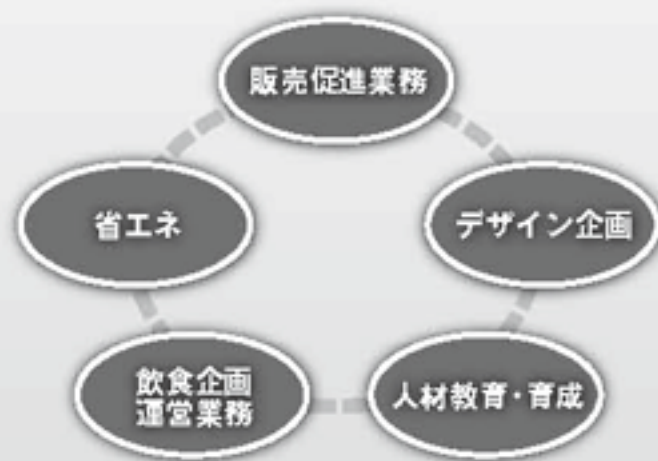 販売促進業務
省エネ
デザイン企画
飲食企画
運営業務
人材教育・育成